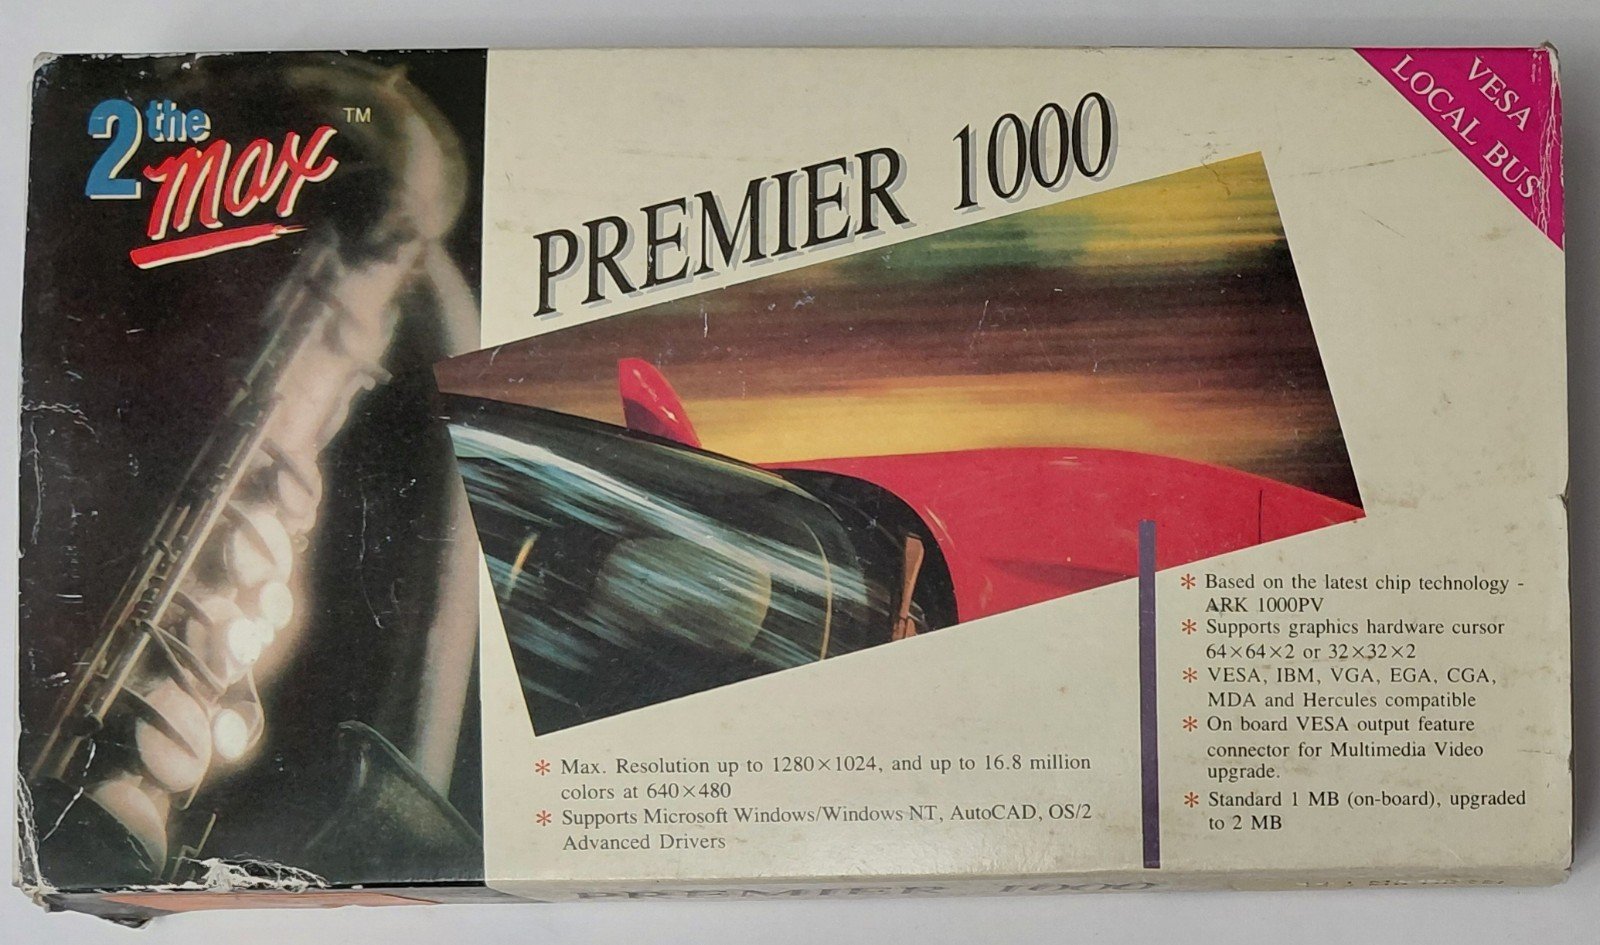 2 the
Max ™
PREMIER 1000
VESA
LOCAL BUS
* Max. Resolution up to 1280×1024, and up to 16.8 million
colors at 640×480
* Supports Microsoft Windows/Windows NT, AutoCAD, OS/2
Advanced Drivers
* Based on the latest chip technology -
ARK 1000PV
* Supports graphics hardware cursor
64×64×2 or 32×32×2
* VESA, IBM, VGA, EGA, CGA,
MDA and Hercules compatible
* On board VESA output feature
connector for Multimedia Video
upgrade.
* Standard 1 MB (on-board), upgraded
to 2 MB
PREMIER 1000